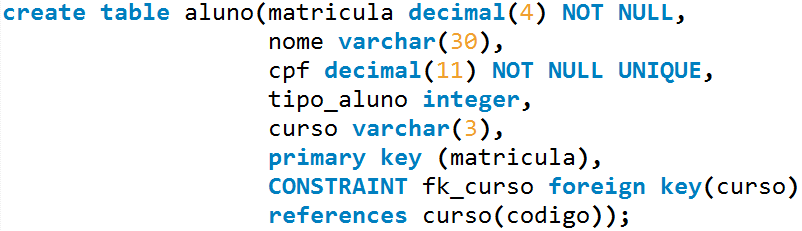 create table aluno(matricula decimal(4) NOT NULL,
nome varchar(30),
cpf decimal(11) NOT NULL UNIQUE,
tipo_aluno integer,
curso varchar(3),
primary key (matricula),
CONSTRAINT fk_curso foreign key(curso)
references curso(codigo));